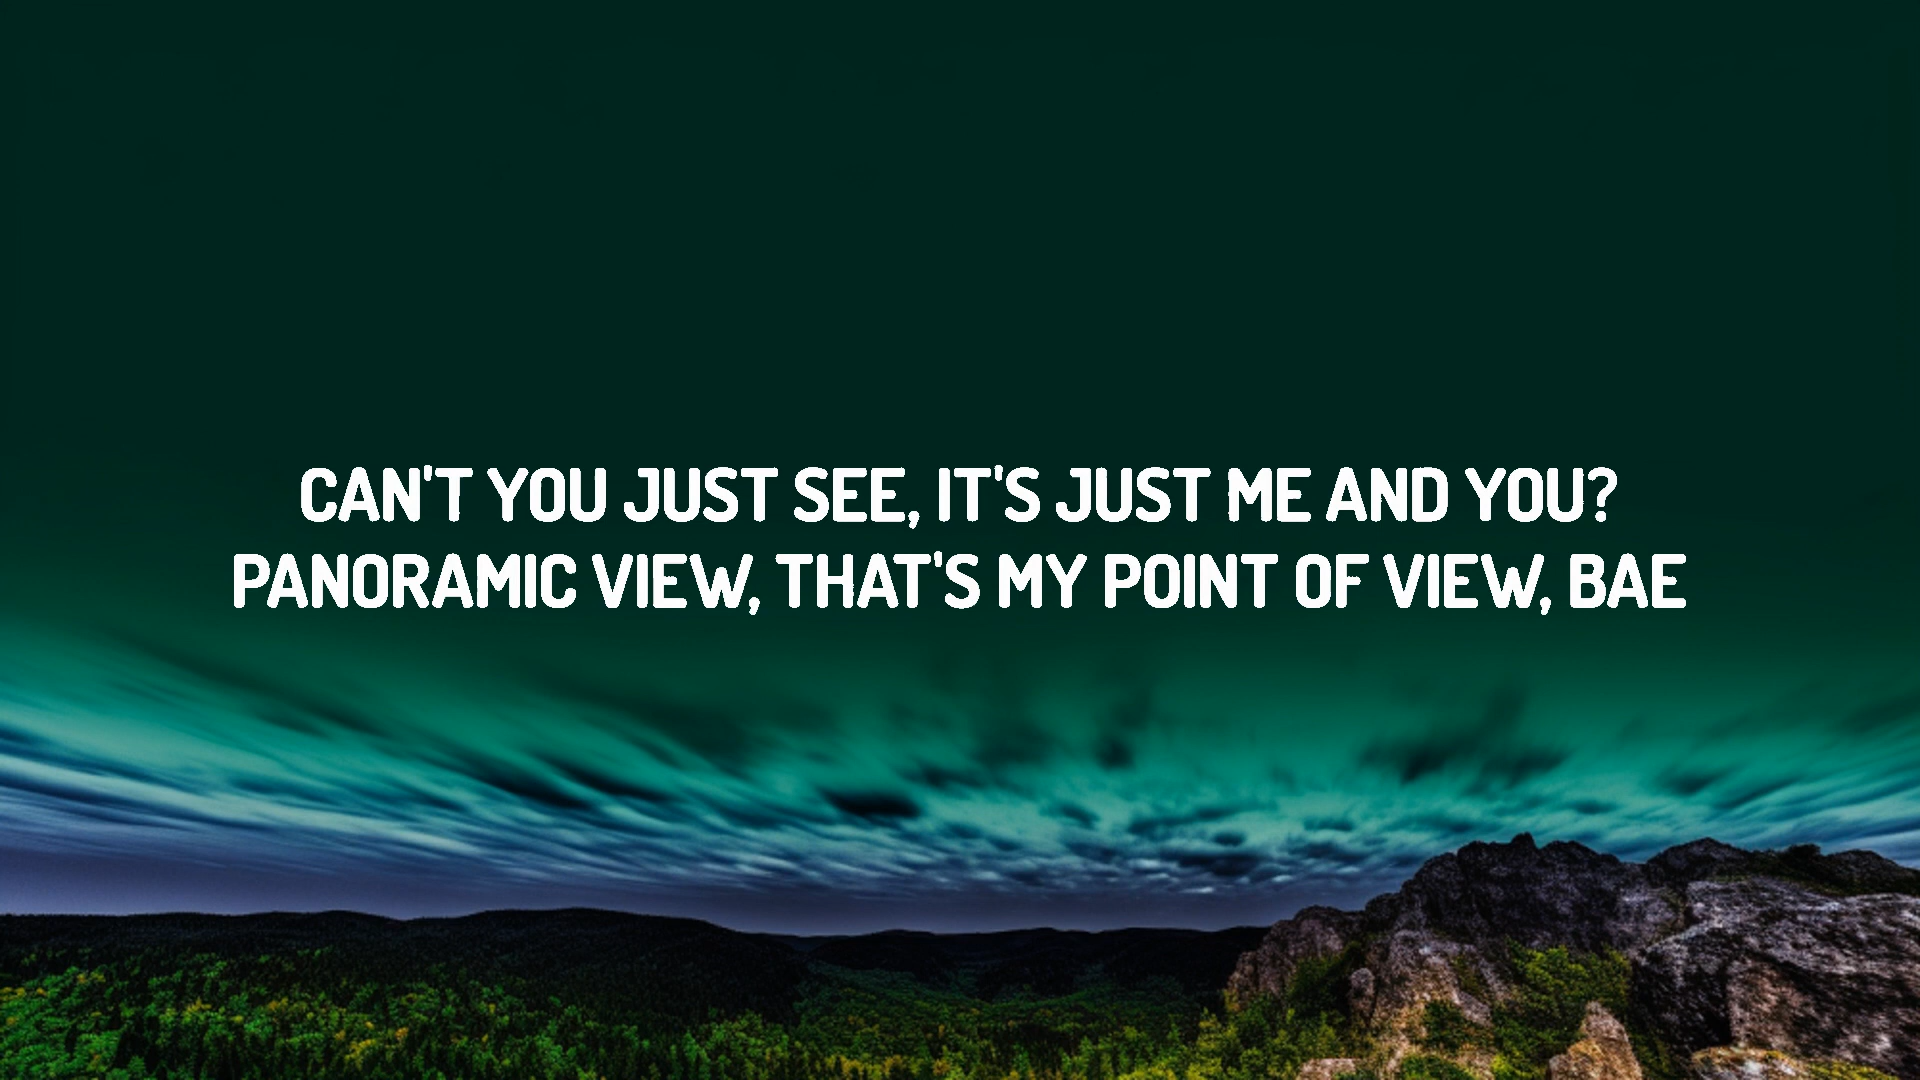 CAN'T YOU JUST SEE, IT'S JUST ME AND YOU?
PANORAMIC VIEW, THAT'S MY POINT OF VIEW, BAE